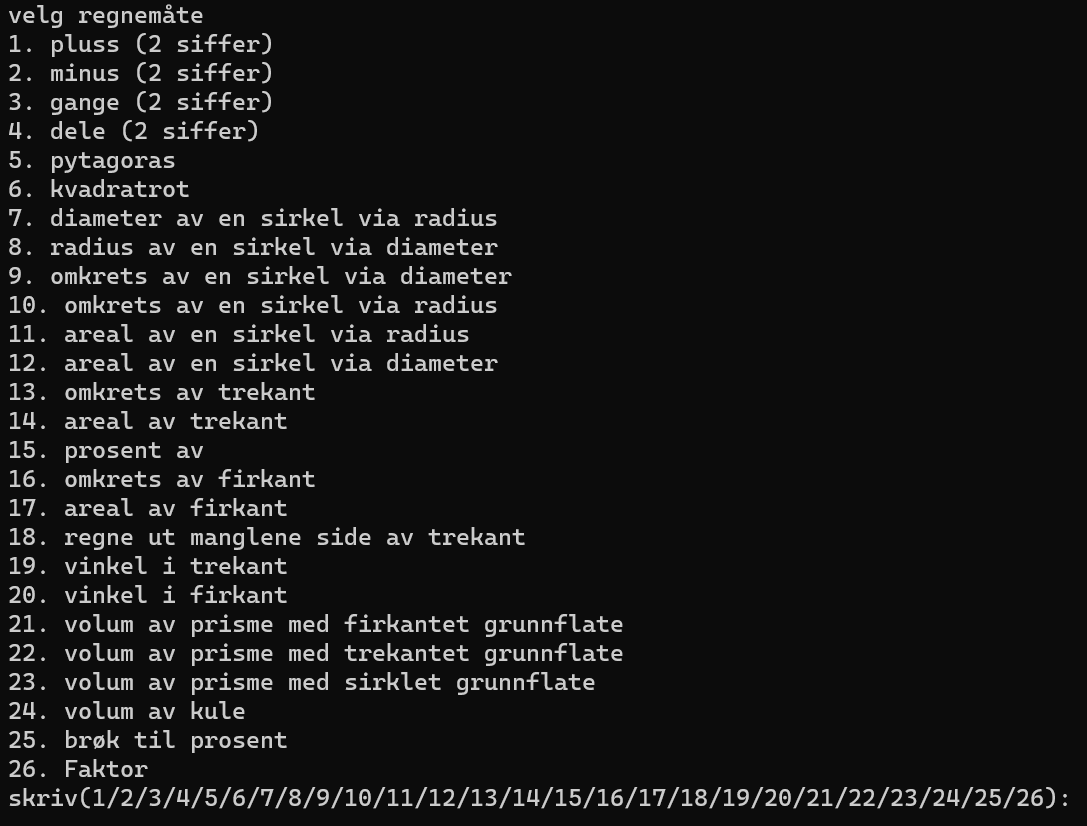 velg regnemåte
1. pluss (2 siffer)
2. minus (2 siffer)
3. gange (2 siffer)
4. dele (2 siffer)
5. pytagoras
6. kvadratrot
7. diameter av en sirkel via radius
8. radius av en sirkel via diameter
9. omkrets av en sirkel via diameter
10. omkrets av en sirkel via radius
11. areal av en sirkel via radius
12. areal av en sirkel via diameter
13. omkrets av trekant
14. areal av trekant
15. prosent av
16. omkrets av firkant
17. areal av firkant
18. regne ut manglene side av trekant
19. vinkel i trekant
20. vinkel i firkant
21. volum av prisme med firkantet grunnflate
22. volum av prisme med trekantet grunnflate
23. volum av prisme med sirklet grunnflate
24. volum av kule
25. brøk til prosent
26. Faktor
skriv(1/2/3/4/5/6/7/8/9/10/11/12/13/14/15/16/17/18/19/20/21/22/23/24/25/26):